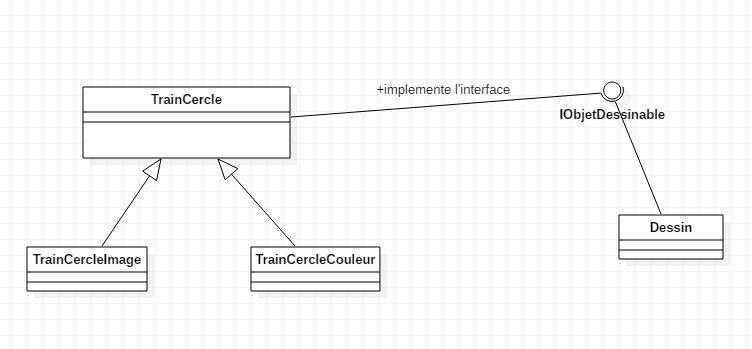 +implemente l'interface
TrainCercle
IObjetDessinable
Dessin
TrainCercleImage
TrainCercleCouleur